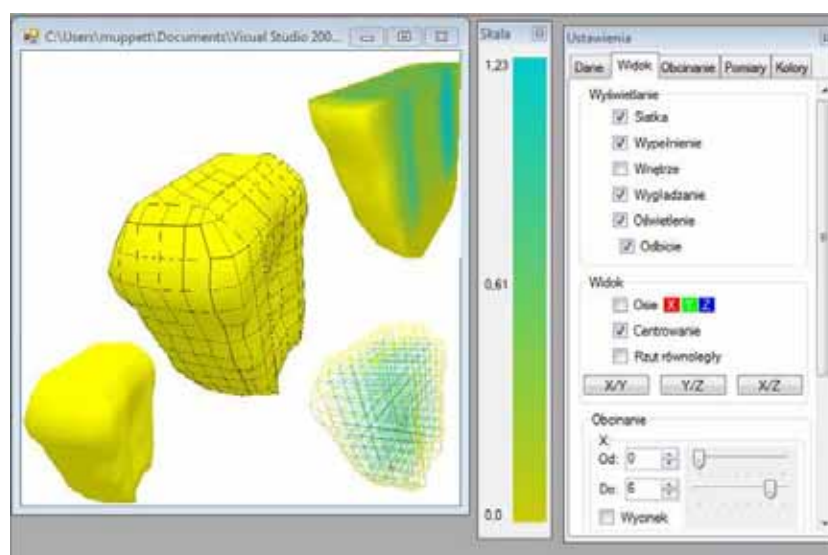 C:\Users\muppett\Documents\Visual Studio 200...
Skala
1,23
0,61
0.0
Ustawienia
Dane Widok Obcinanie Pomiary Kolory
Wyświetlanie
Siatka
Wypełnienie
Wnętrze
Wygładzanie
Oświetlenie
Odbicie
Widok
Osie X Y Z
Centrowanie
Rzut równoległy
X/Y Y/Z X/Z
Obcinanie
X:
Od: 0
Do: 6
Wycinek